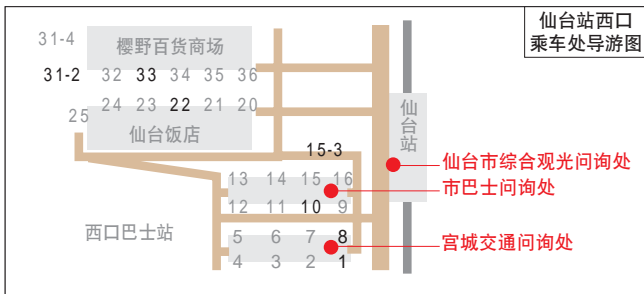 仙台站西口
乘车处导游图
31-4
樱野百货商场
31-2 32 33 34 35 36
24 23 22 21 20
25
仙台饭店
仙台站
15-3
仙台市综合观光问询处
13 14 15 16
市巴士问询处
12 11 10 9
西口巴士站
5 6 7 8
宫城交通问询处
4 3 2 1